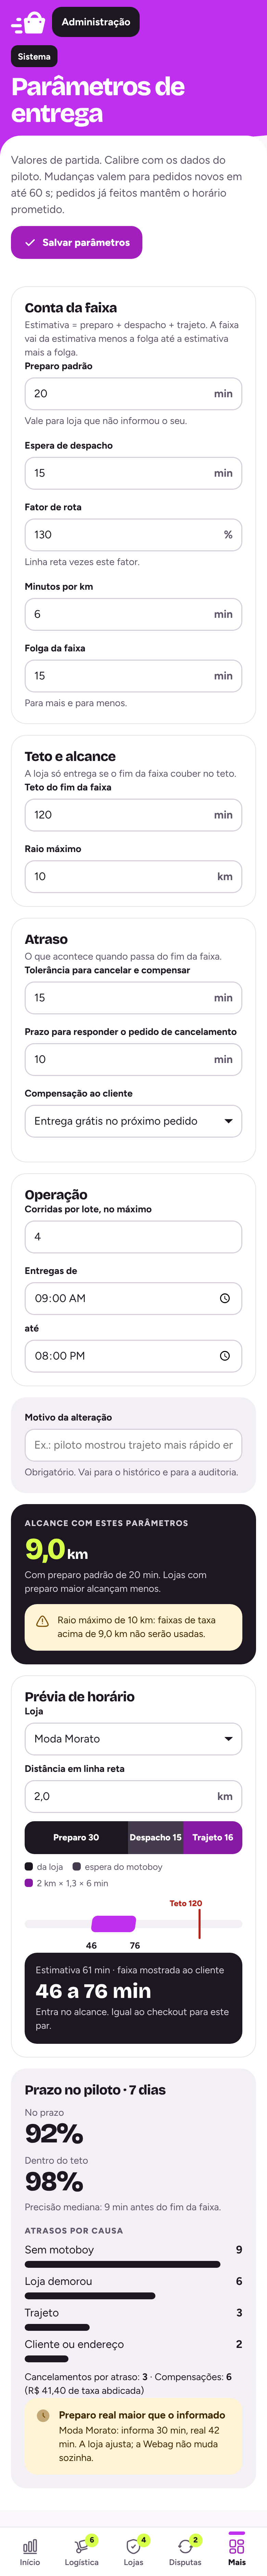 Administração
Sistema
Parâmetros de
entrega
Valores de partida. Calibre com os dados do
piloto. Mudanças valem para pedidos novos em
até 60 s; pedidos já feitos mantêm o horário
prometido.
Salvar parâmetros
Conta da faixa
Estimativa = preparo + despacho + trajeto. A faixa
vai da estimativa menos a folga até a estimativa
mais a folga.
Preparo padrão
20 min
Vale para loja que não informou o seu.
Espera de despacho
15 min
Fator de rota
130 %
Linha reta vezes este fator.
Minutos por km
6 min
Folga da faixa
15 min
Para mais e para menos.
Teto e alcance
A loja só entrega se o fim da faixa couber no teto.
Teto do fim da faixa
120 min
Raio máximo
10 km
Atraso
O que acontece quando passa do fim da faixa.
Tolerância para cancelar e compensar
15 min
Prazo para responder o pedido de cancelamento
10 min
Compensação ao cliente
Entrega grátis no próximo pedido
Operação
Corridas por lote, no máximo
4
Entregas de
09:00 AM
até
08:00 PM
Motivo da alteração
Ex.: piloto mostrou trajeto mais rápido er
Obrigatório. Vai para o histórico e para a auditoria.
ALCANCE COM ESTES PARÂMETROS
9,0 km
Com preparo padrão de 20 min. Lojas com
preparo maior alcançam menos.
Raio máximo de 10 km: faixas de taxa
acima de 9,0 km não serão usadas.
Prévia de horário
Loja
Moda Morato
Distância em linha reta
2,0 km
Preparo 30 Despacho 15 Trajeto 16
da loja espera do motoboy
2 km × 1,3 × 6 min
Teto 120
46 76
Estimativa 61 min · faixa mostrada ao cliente
46 a 76 min
Entra no alcance. Igual ao checkout para este
par.
Prazo no piloto · 7 dias
No prazo
92%
Dentro do teto
98%
Precisão mediana: 9 min antes do fim da faixa.
ATRASOS POR CAUSA
Sem motoboy 9
Loja demorou 6
Trajeto 3
Cliente ou endereço 2
Cancelamentos por atraso: 3 · Compensações: 6
(R$ 41,40 de taxa abdicada)
Preparo real maior que o informado
Moda Morato: informa 30 min, real 42
min. A loja ajusta; a Webag não muda
sozinha.
6 4 2
Início Logística Lojas Disputas Mais